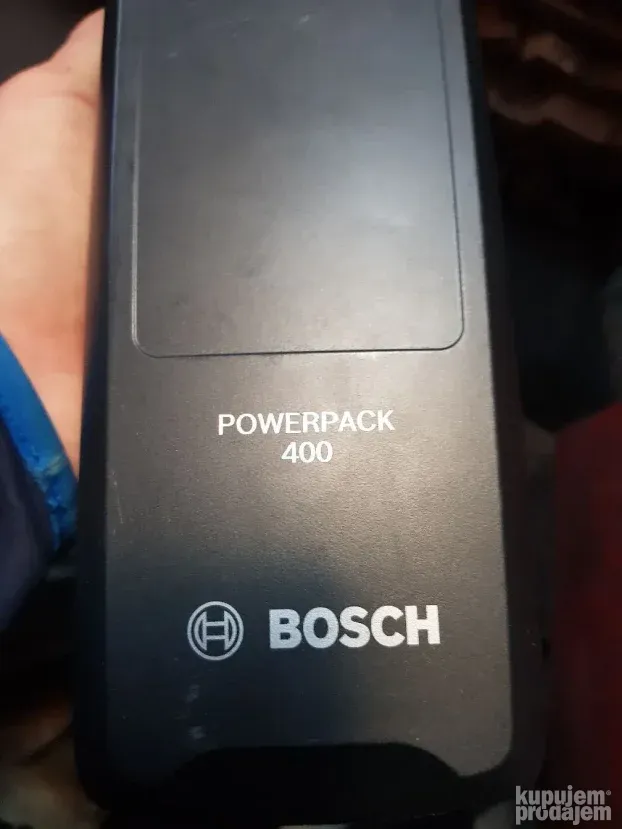 POWERPACK
400
BOSCH
kupujem
prodajem